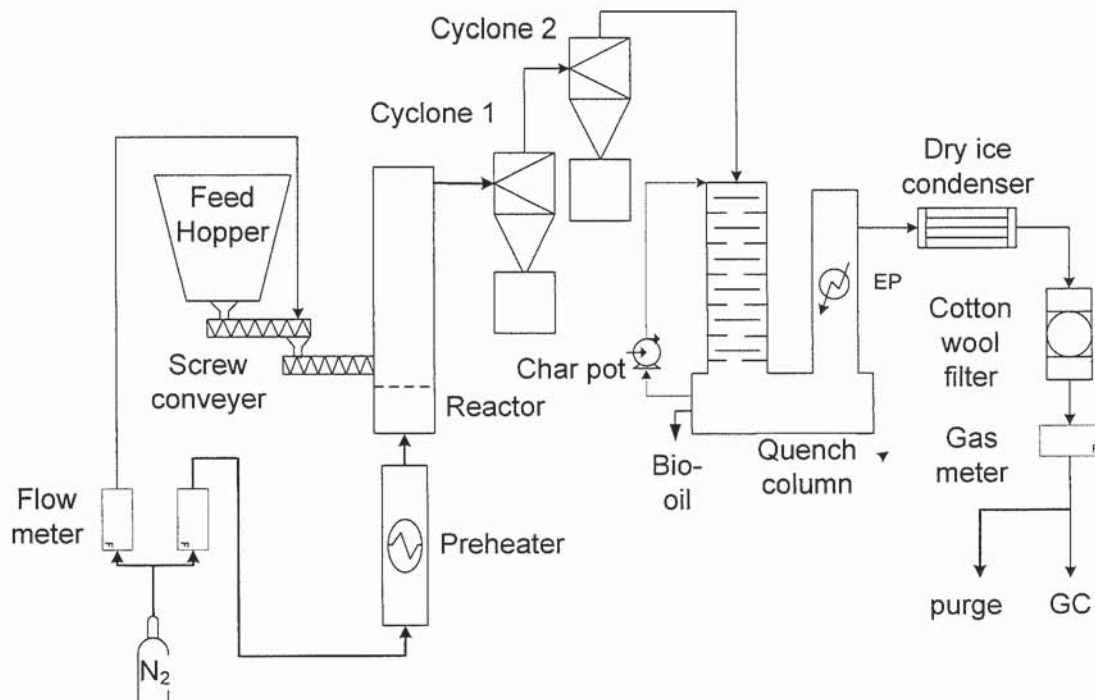 Cyclone 2
Cyclone 1
Dry ice
condenser
Feed
Hopper
EP
Cotton
wool
filter
Screw
conveyer
Char pot
Reactor
Gas
meter
Bio-
oil
Quench
column
Flow
meter
F
F
F
Preheater
purge
GC
N₂